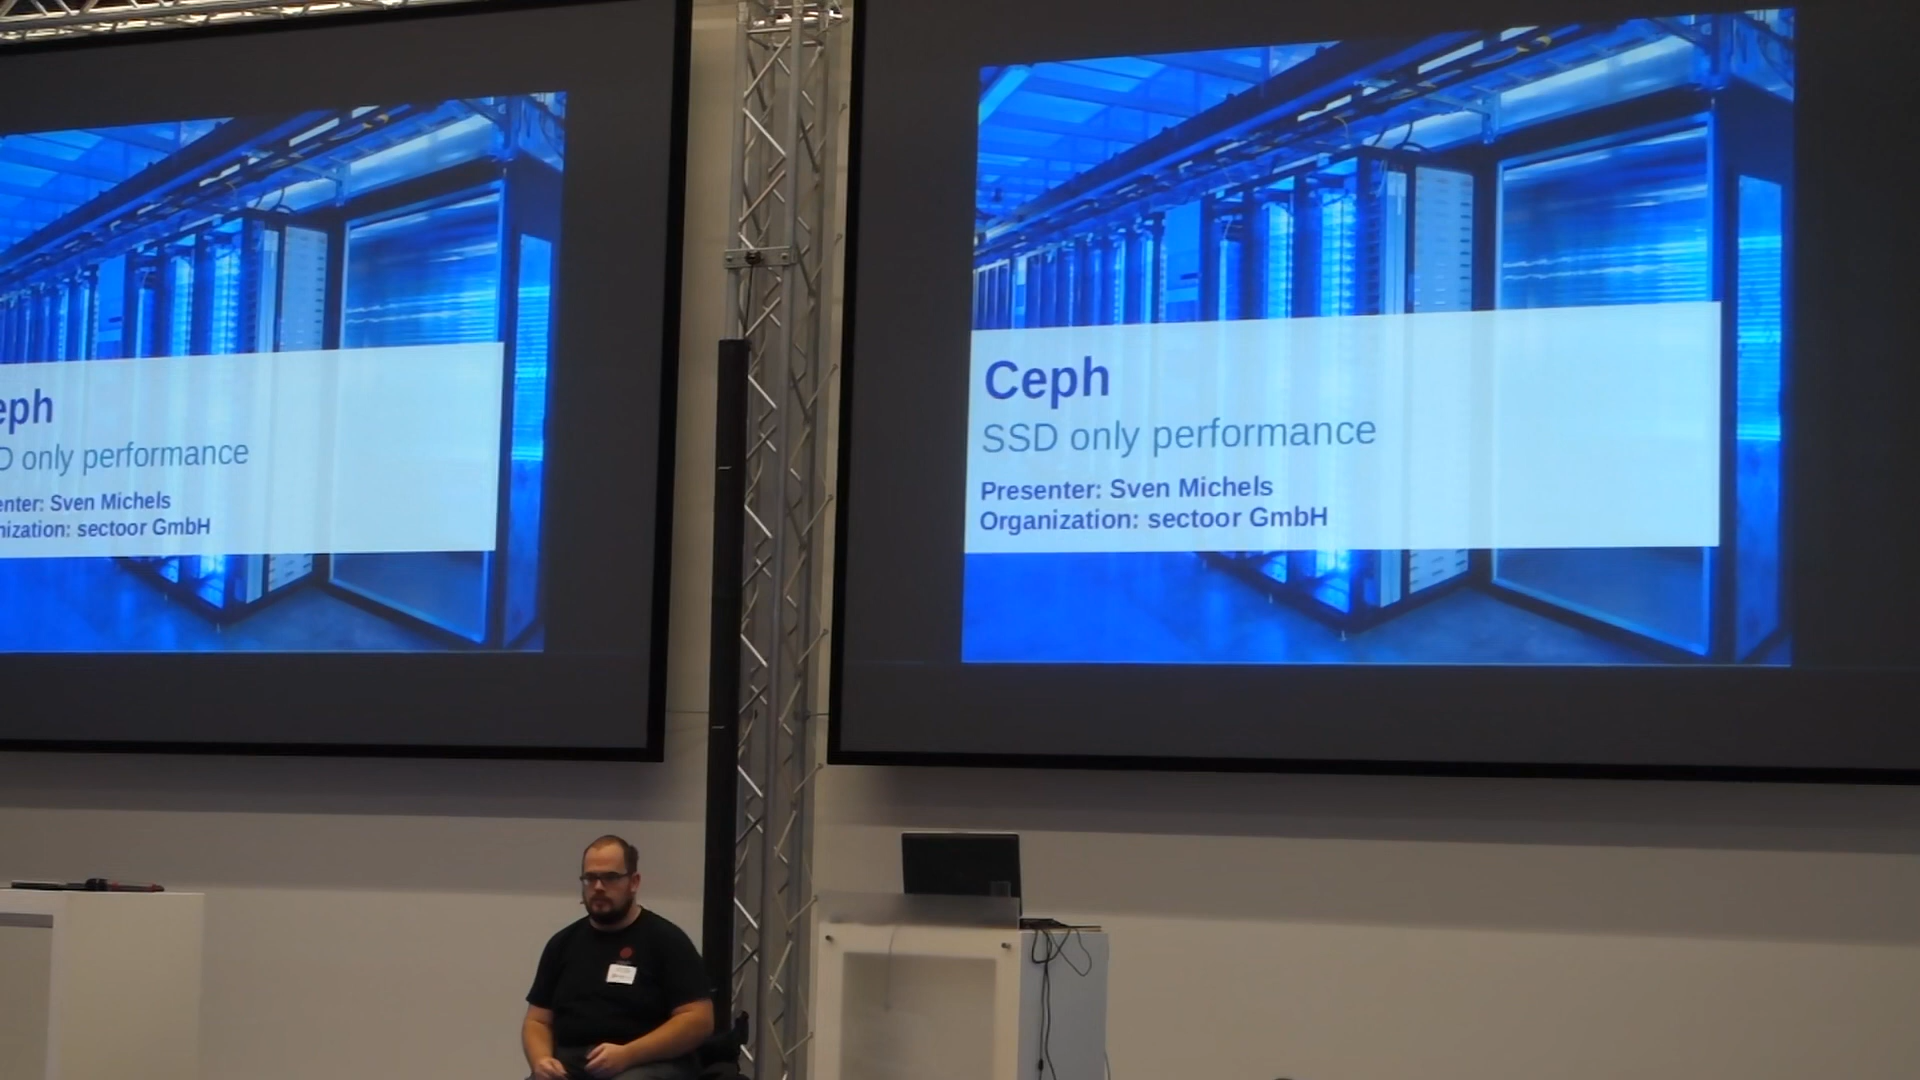 eph
D only performance
enter: Sven Michels
nization: sectoor GmbH
Ceph
SSD only performance
Presenter: Sven Michels
Organization: sectoor GmbH